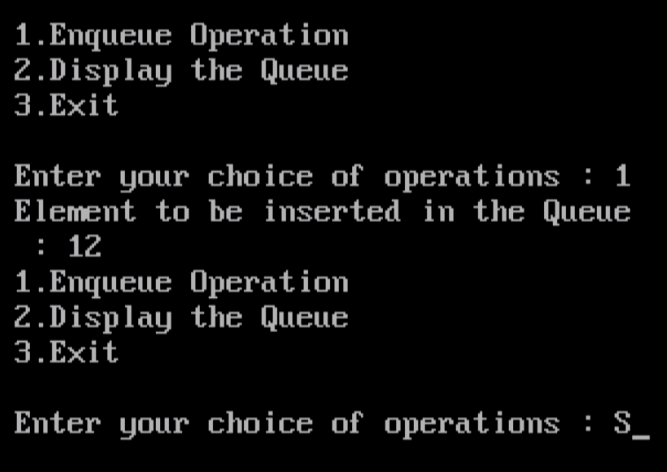 1.Enqueue Operation
2.Display the Queue
3.Exit
Enter your choice of operations : 1
Element to be inserted in the Queue
: 12
1.Enqueue Operation
2.Display the Queue
3.Exit
Enter your choice of operations : S_